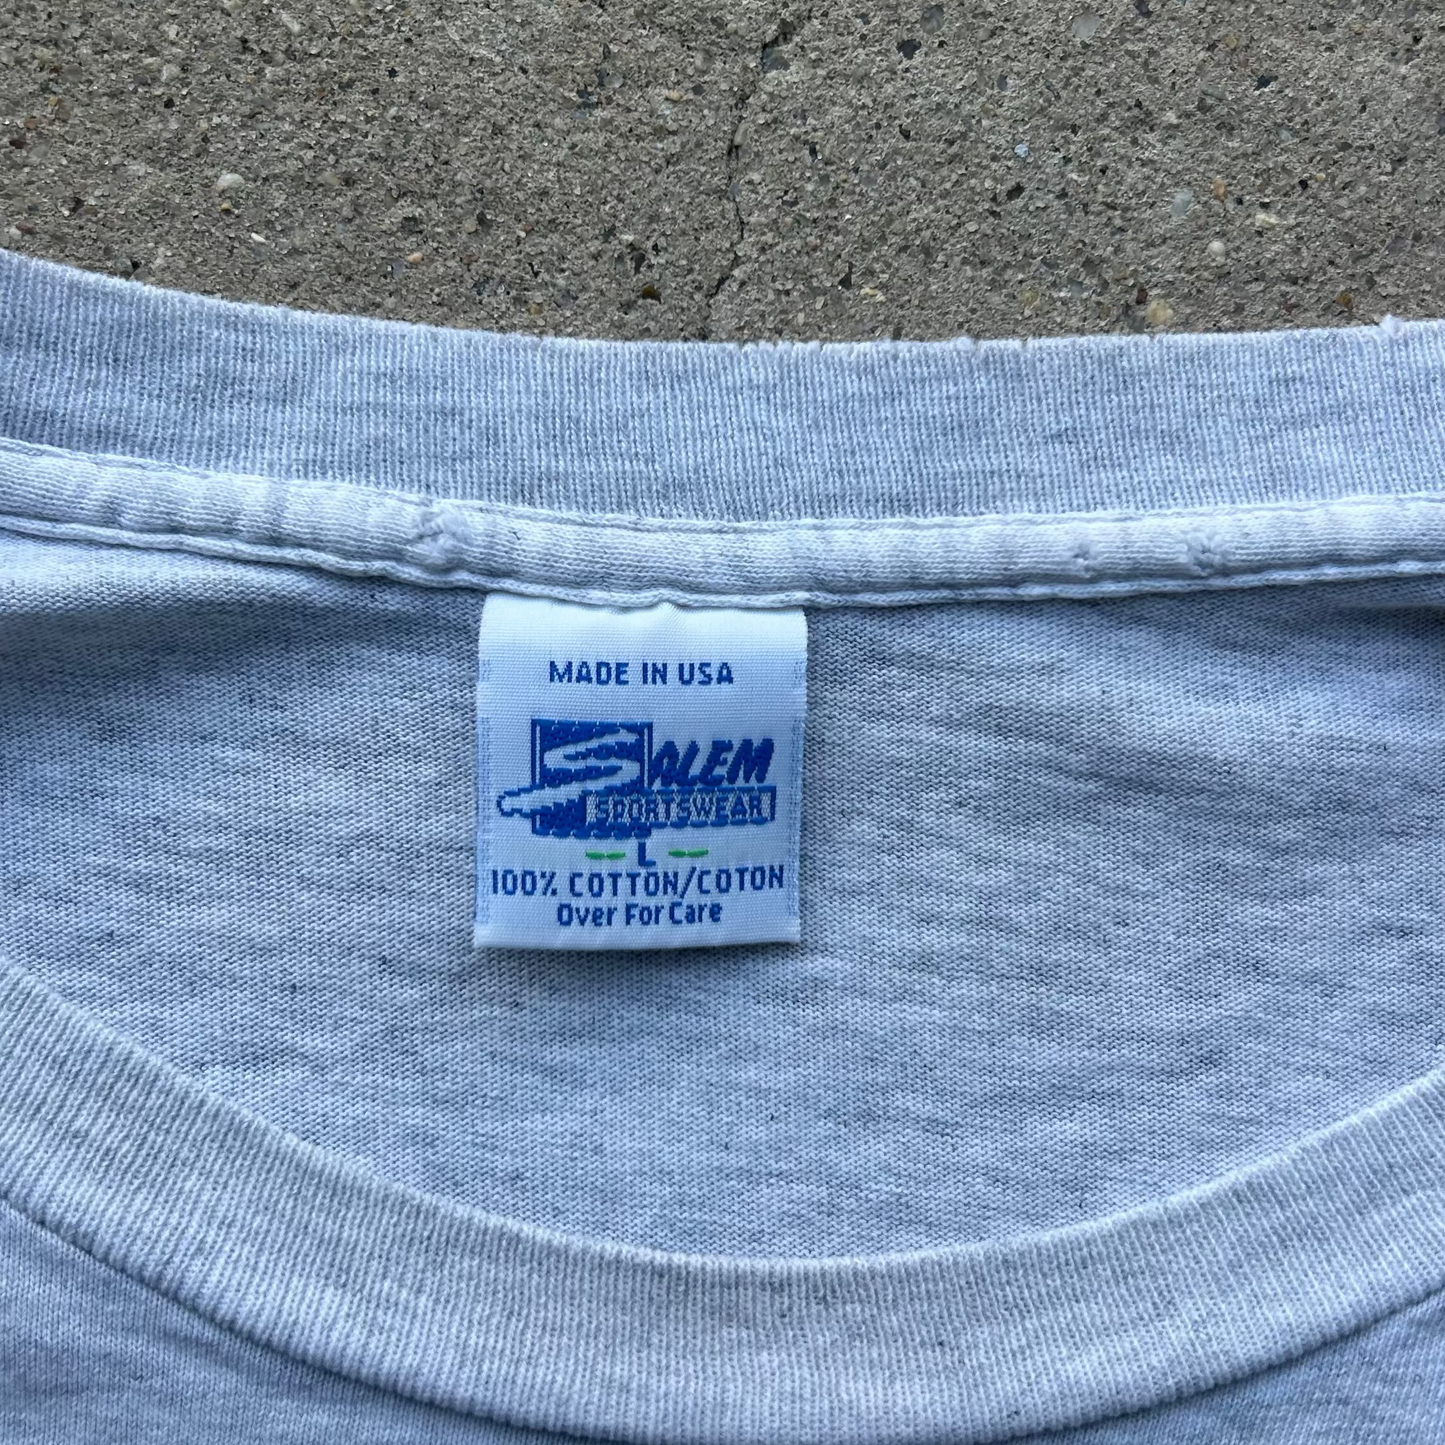 MADE IN USA
SALEM
SPORTSWEAR
L
100% COTTON/COTON
Over For Care